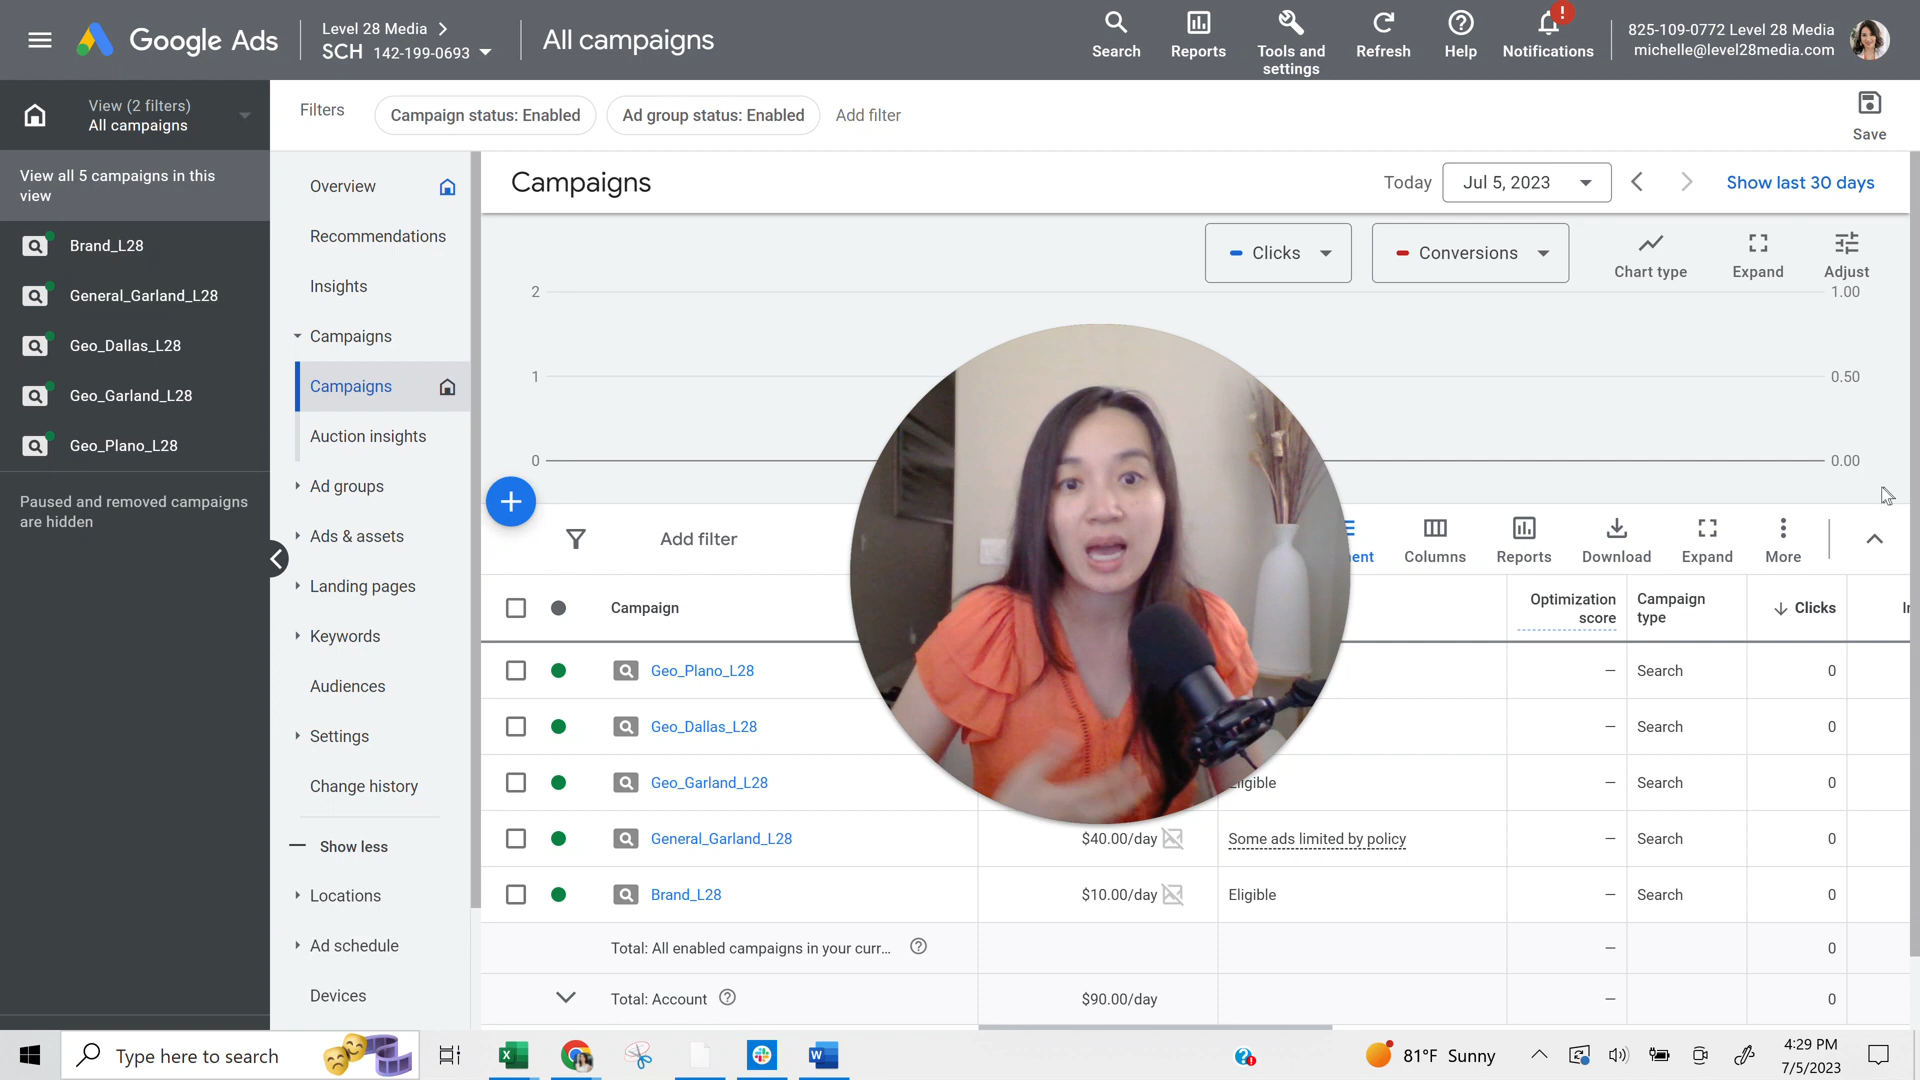 Google Ads
Level 28 Media
SCH 142-199-0693
All campaigns
Search
Reports
Tools and
settings
Refresh
Help
Notifications
825-109-0772 Level 28 Media
michelle@level28media.com
View (2 filters)
All campaigns
Filters
Campaign status: Enabled
Ad group status: Enabled
Add filter
Save
View all 5 campaigns in this
view
Brand_L28
General_Garland_L28
Geo_Dallas_L28
Geo_Garland_L28
Geo_Plano_L28
Paused and removed campaigns
are hidden
Overview
Recommendations
Insights
Campaigns
Campaigns
Auction insights
Ad groups
Ads & assets
Landing pages
Keywords
Audiences
Settings
Change history
Show less
Locations
Ad schedule
Devices
Campaigns
Today
Jul 5, 2023
Show last 30 days
Clicks
Conversions
Chart type
Expand
Adjust
2
1.00
1
0.50
0
0.00
Add filter
Columns
Reports
Download
Expand
More
Campaign
Optimization
score
Campaign
type
Clicks
Geo_Plano_L28
– Search 0
Geo_Dallas_L28
– Search 0
Geo_Garland_L28
Eligible
– Search 0
General_Garland_L28
$40.00/day
Some ads limited by policy
– Search 0
Brand_L28
$10.00/day
Eligible
– Search 0
Total: All enabled campaigns in your curr...
– 0
Total: Account
$90.00/day
– 0
Type here to search
81°F Sunny
4:29 PM
7/5/2023